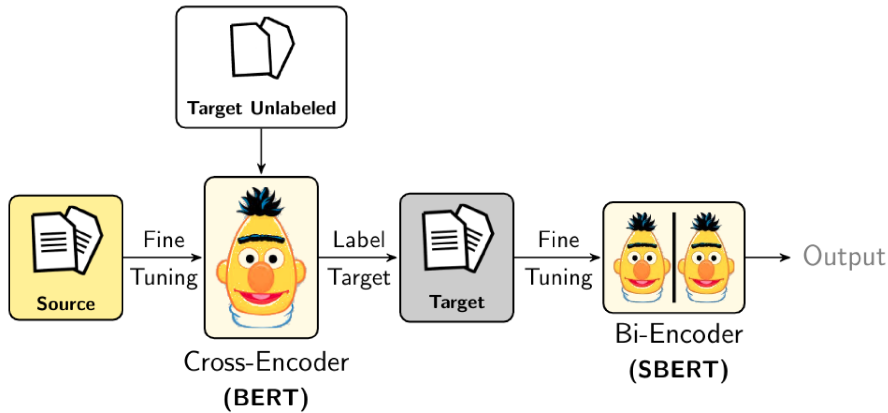 Target Unlabeled
Source
Fine
Tuning
Cross-Encoder
(BERT)
Label
Target
Target
Fine
Tuning
Bi-Encoder
(SBERT)
Output